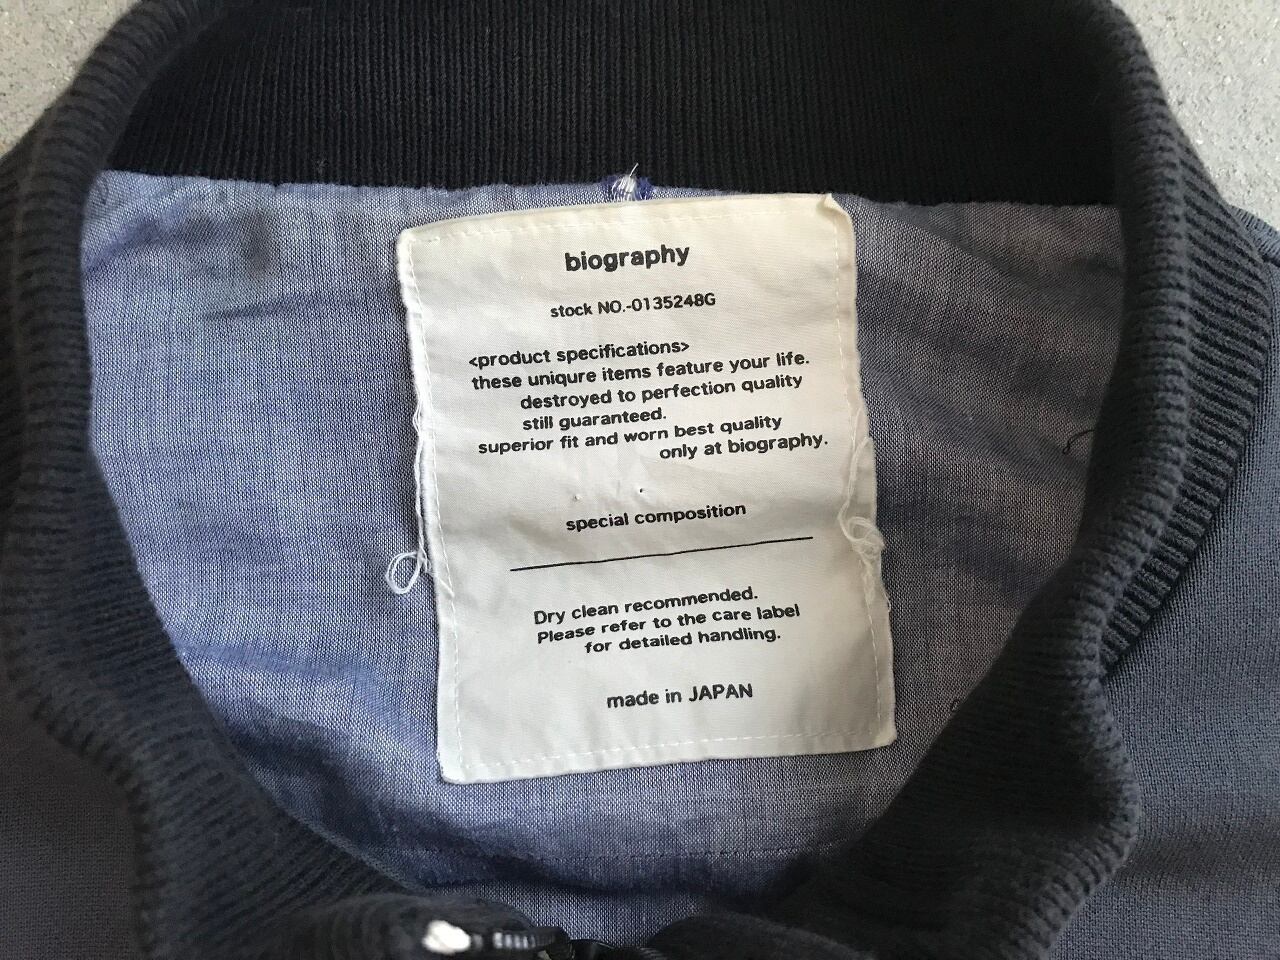 biography
stock NO.-0135248G
<product specifications>
these uniqure items feature your life.
destroyed to perfection quality
still guaranteed.
superior fit and worn best quality
only at biography.
special composition
Dry clean recommended.
Please refer to the care label
for detailed handling.
made in JAPAN